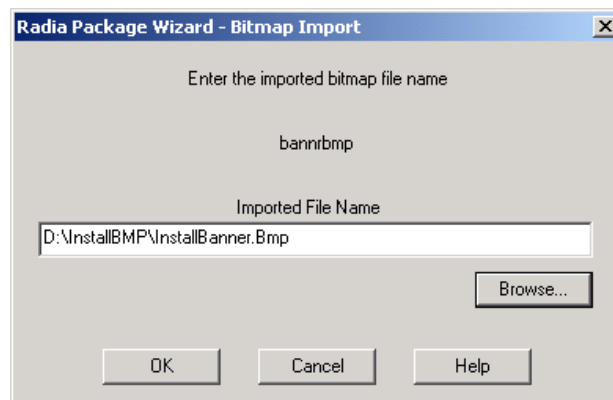 Radia Package Wizard - Bitmap Import
Enter the imported bitmap file name
bannrbmp
Imported File Name
D:\InstallBMP\InstallBanner.Bmp
Browse...
OK Cancel Help